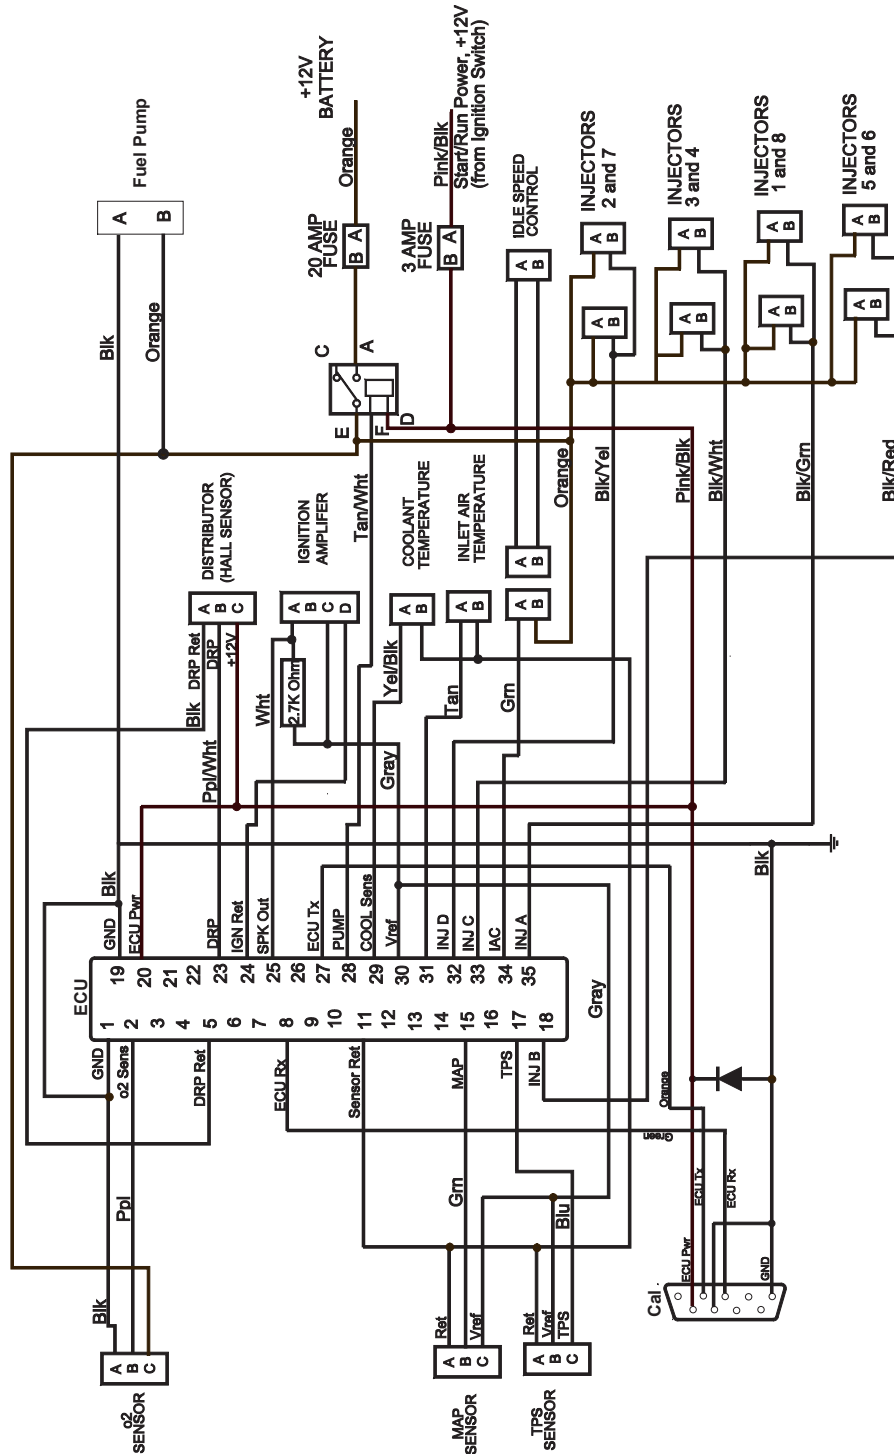 Fuel Pump
A
B
Blk
Orange
+12V
BATTERY
Orange
20 AMP
FUSE
B A
Pink/Blk
Start/Run Power, +12V
(from Ignition Switch)
3 AMP
FUSE
B A
IDLE SPEED
CONTROL
A
B
INJECTORS
2 and 7
A
B
A
B
INJECTORS
3 and 4
A
B
A
B
INJECTORS
1 and 8
A
B
A
B
INJECTORS
5 and 6
A
B
A
B
C
A
E
F
D
DISTRIBUTOR
(HALL SENSOR)
A
B
C
DRP Ret
DRP
+12V
Blk
Ppl/Wht
IGNITION
AMPLIFER
A
B
C
D
Wht
2.7K Ohm
Tan/Wht
COOLANT
TEMPERATURE
A
B
Yel/Blk
INLET AIR
TEMPERATURE
A
B
Tan
A
B
A
B
Grn
Gray
Orange
Blk/Yel
Pink/Blk
Blk/Wht
Blk/Grn
Blk/Red
Blk
GND
ECU Pwr
DRP
IGN Ret
SPK Out
ECU Tx
PUMP
COOL Sens
Vref
INJ D
INJ C
IAC
INJ A
Blk
ECU
19
20
21
22
23
24
25
26
27
28
29
30
31
32
33
34
35
1
2
3
4
5
6
7
8
9
10
11
12
13
14
15
16
17
18
GND
o2 Sens
DRP Ret
ECU Rx
Sensor Ret
MAP
TPS
INJ B
Gray
Orange
Green
Ppl
Grn
Blu
ECU Pwr
ECU Tx
ECU Rx
GND
Cal
Blk
A
B
C
o2
SENSOR
Ret
Vref
A
B
C
MAP
SENSOR
Ret
Vref
TPS
A
B
C
TPS
SENSOR